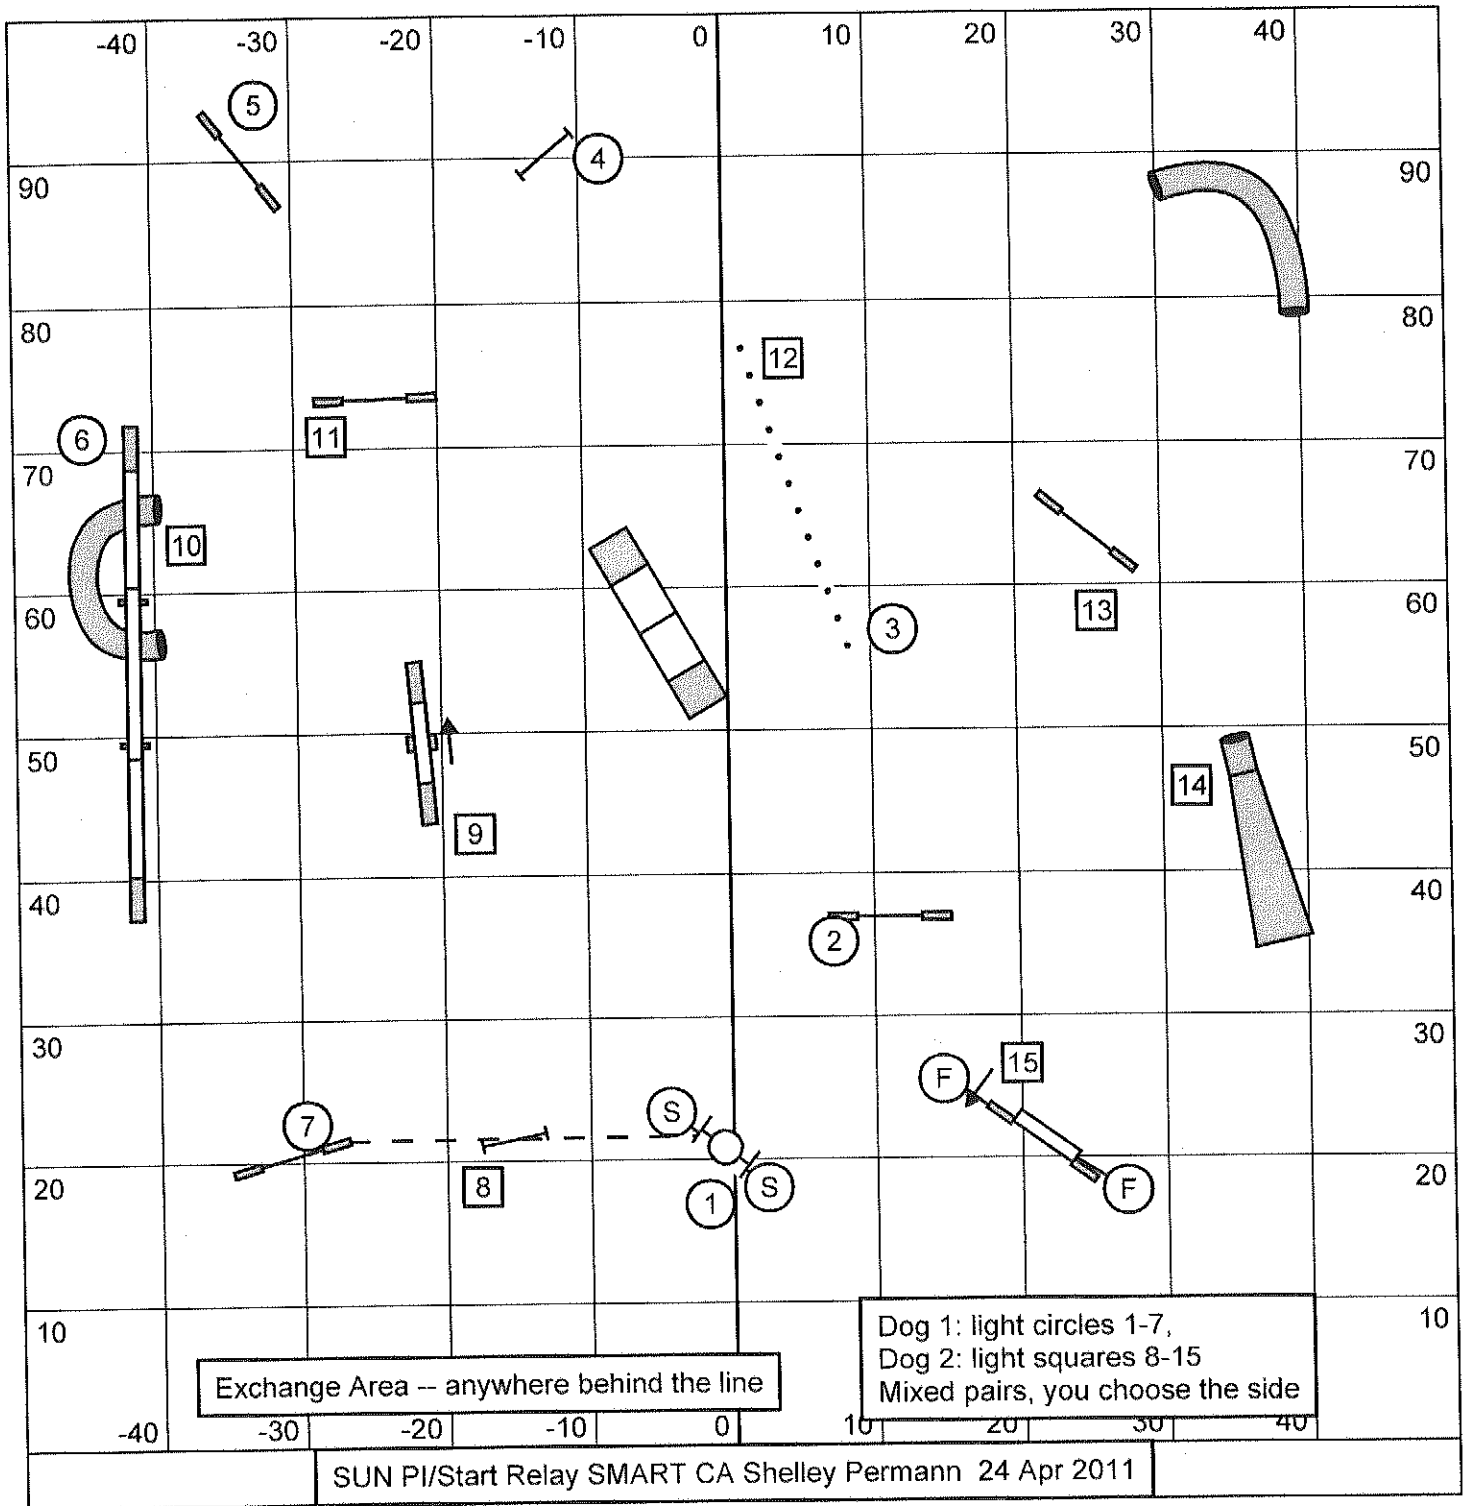 -40 -30 -20 -10 0 10 20 30 40
5
4
90 90
80 80
12
11
6
70 70
10
13
60 60
3
50 50
14
9
40 40
2
30 30
15
F
S
7
20 20
8
1
S
F
10 10
Dog 1: light circles 1-7,
Dog 2: light squares 8-15
Mixed pairs, you choose the side
Exchange Area -- anywhere behind the line
-40 -30 -20 -10 0 10 20 30 40
SUN PI/Start Relay SMART CA Shelley Permann 24 Apr 2011